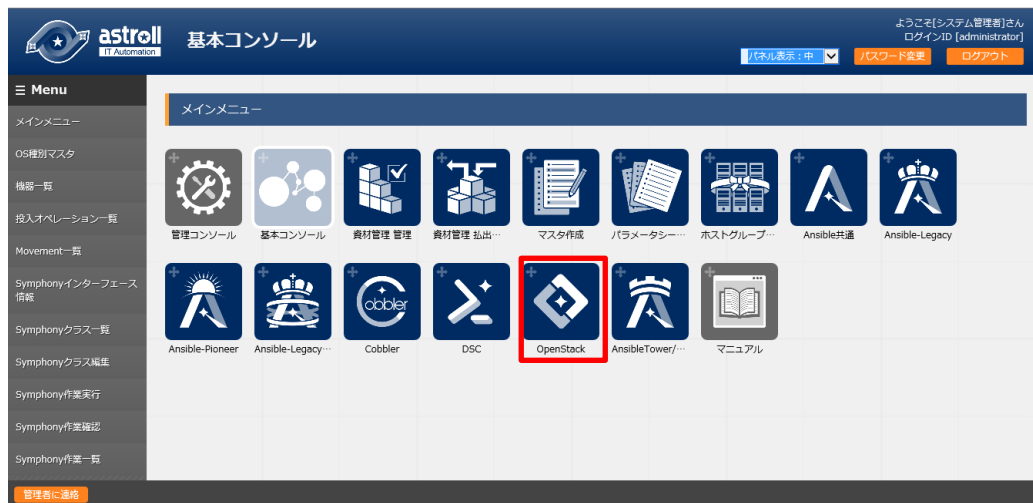 astroll
IT Automation
基本コンソール
ようこそ[システム管理者]さん
ログインID [administrator]
パネル表示：中
パスワード変更
ログアウト
☰ Menu
メインメニュー
OS種別マスタ
機器一覧
投入オペレーション一覧
Movement一覧
Symphonyインターフェース
情報
Symphonyクラス一覧
Symphonyクラス編集
Symphony作業実行
Symphony作業確認
Symphony作業一覧
メインメニュー
管理コンソール
基本コンソール
資材管理 管理
資材管理 払出…
マスタ作成
パラメータシー…
ホストグループ…
Ansible共通
Ansible-Legacy
Cobbler
Ansible-Pioneer
Ansible-Legacy…
Cobbler
DSC
OpenStack
AnsibleTower/…
マニュアル
管理者に連絡